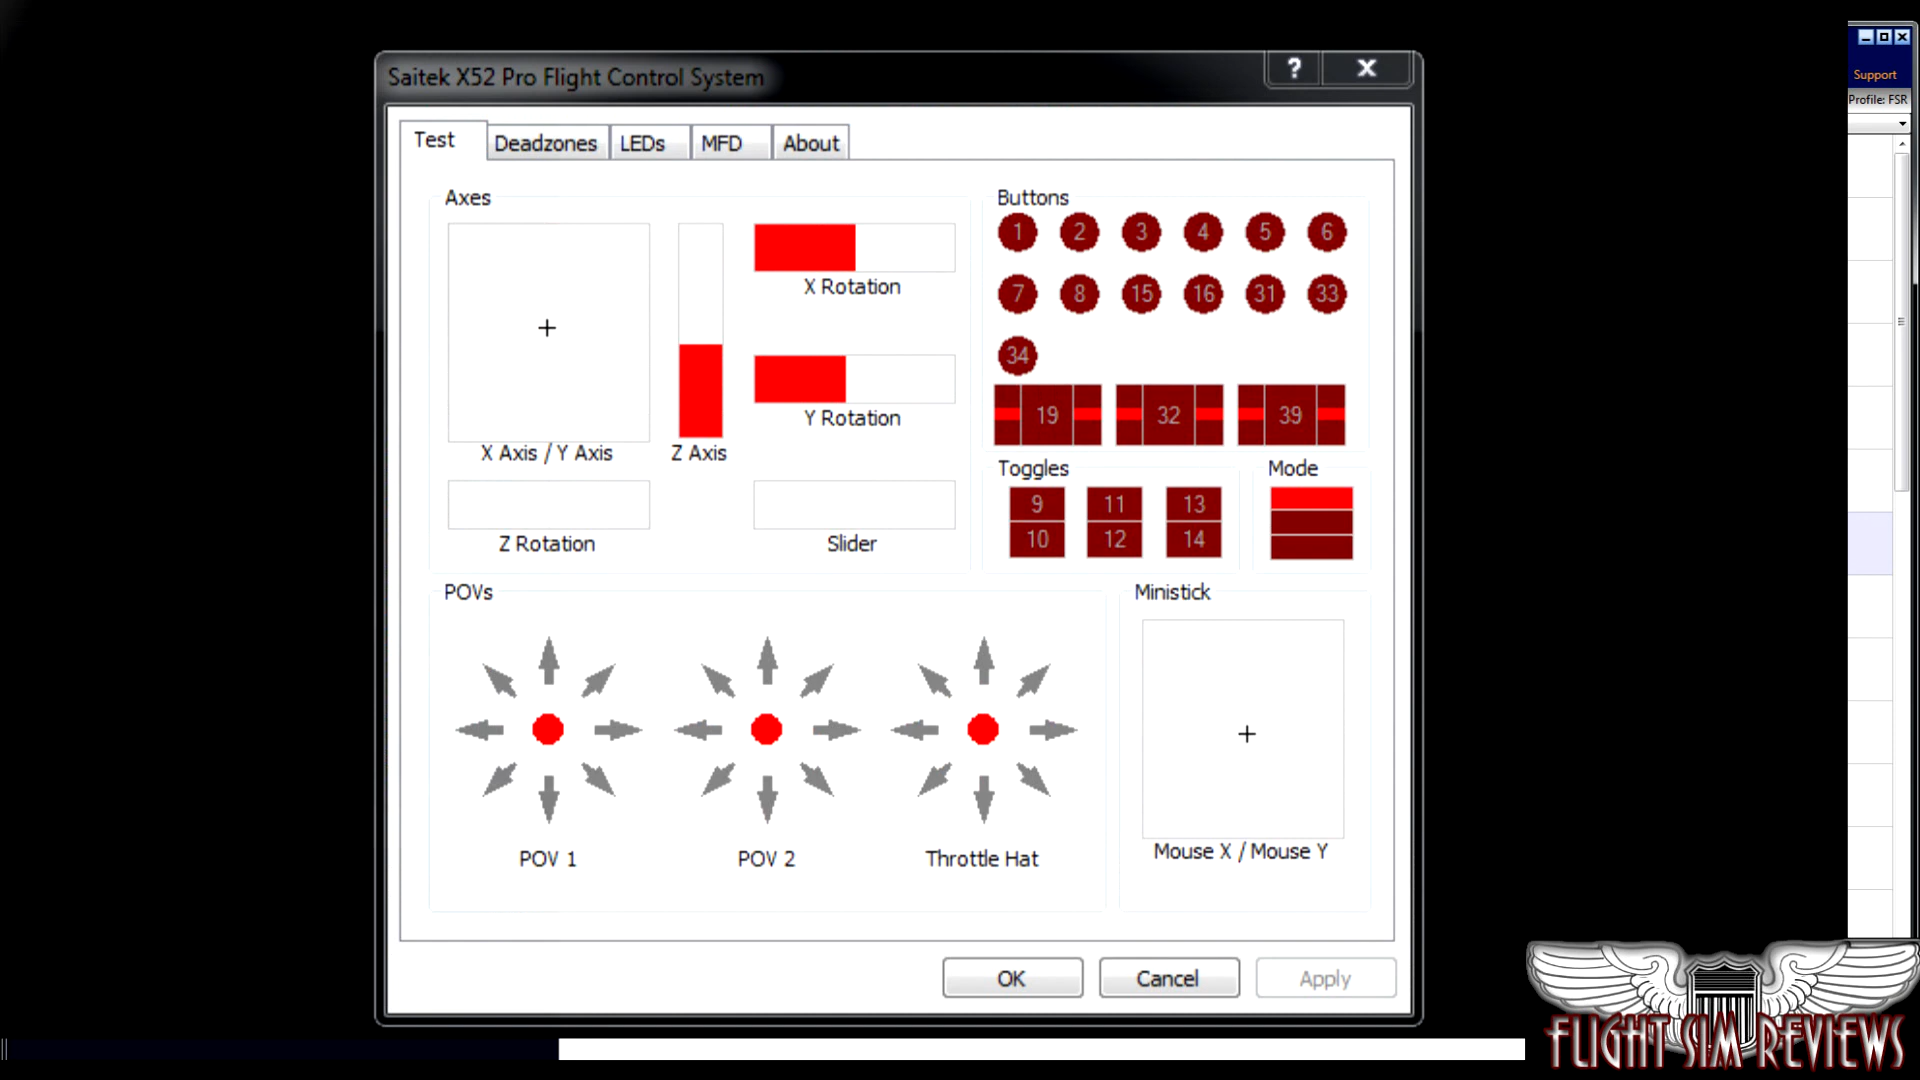 Saitek X52 Pro Flight Control System
?
X
Support
Profile: FSR
Test
Deadzones
LEDs
MFD
About
Axes
X Axis / Y Axis
Z Axis
X Rotation
Y Rotation
Z Rotation
Slider
Buttons
1 2 3 4 5 6
7 8 15 16 31 33
34
19 32 39
Toggles
9 11 13
10 12 14
Mode
POVs
POV 1
POV 2
Throttle Hat
Ministick
Mouse X / Mouse Y
OK
Cancel
Apply
FLIGHT SIM REVIEWS